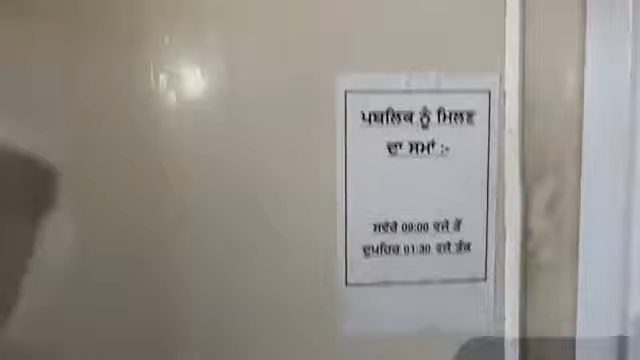 ਪਬਲਿਕ ਨੂੰ ਮਿਲਣ
ਦਾ ਸਮਾਂ :-
ਸਵੇਰੇ 09:00 ਵਜੇ ਤੋਂ
ਦੁਪਹਿਰ 01:30 ਵਜੇ ਤੱਕ